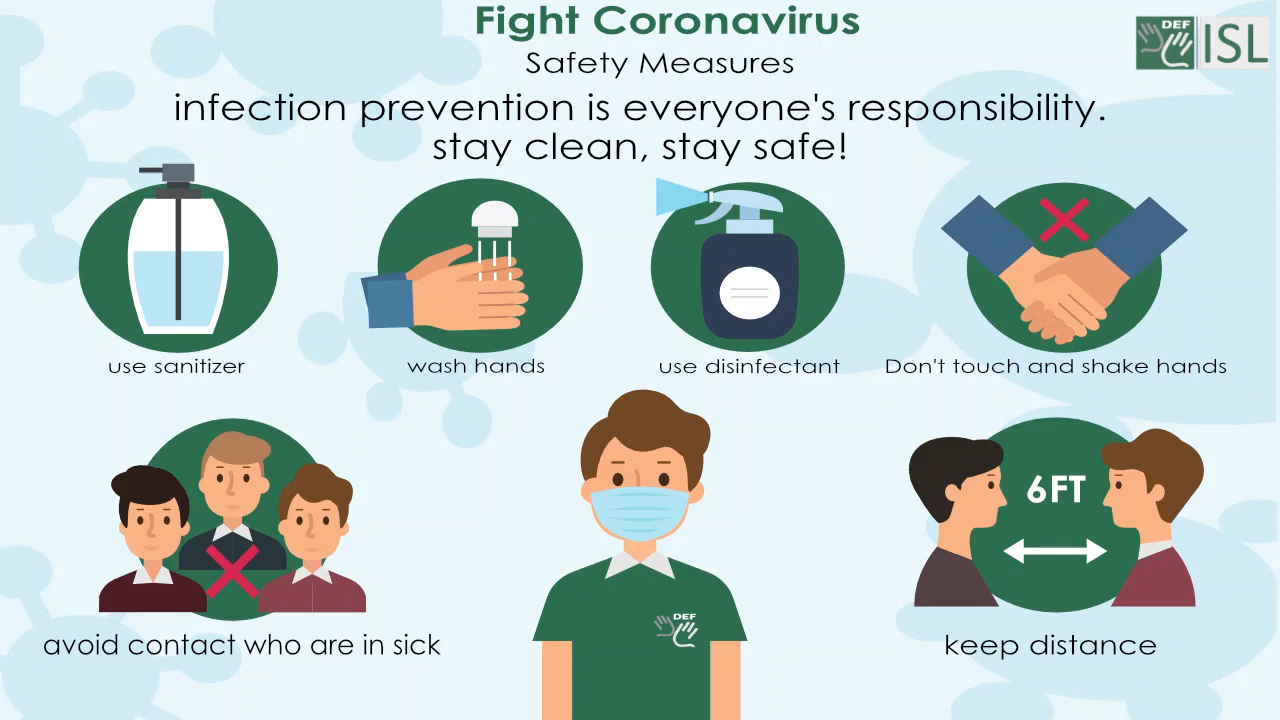 Fight Coronavirus
DEF
ISL
Safety Measures
infection prevention is everyone's responsibility.
stay clean, stay safe!
use sanitizer
wash hands
use disinfectant
Don't touch and shake hands
6FT
DEF
avoid contact who are in sick
keep distance